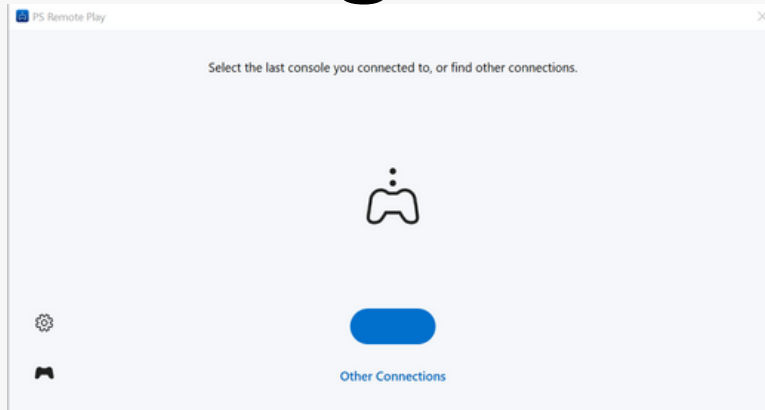 PS Remote Play
Select the last console you connected to, or find other connections.
Other Connections